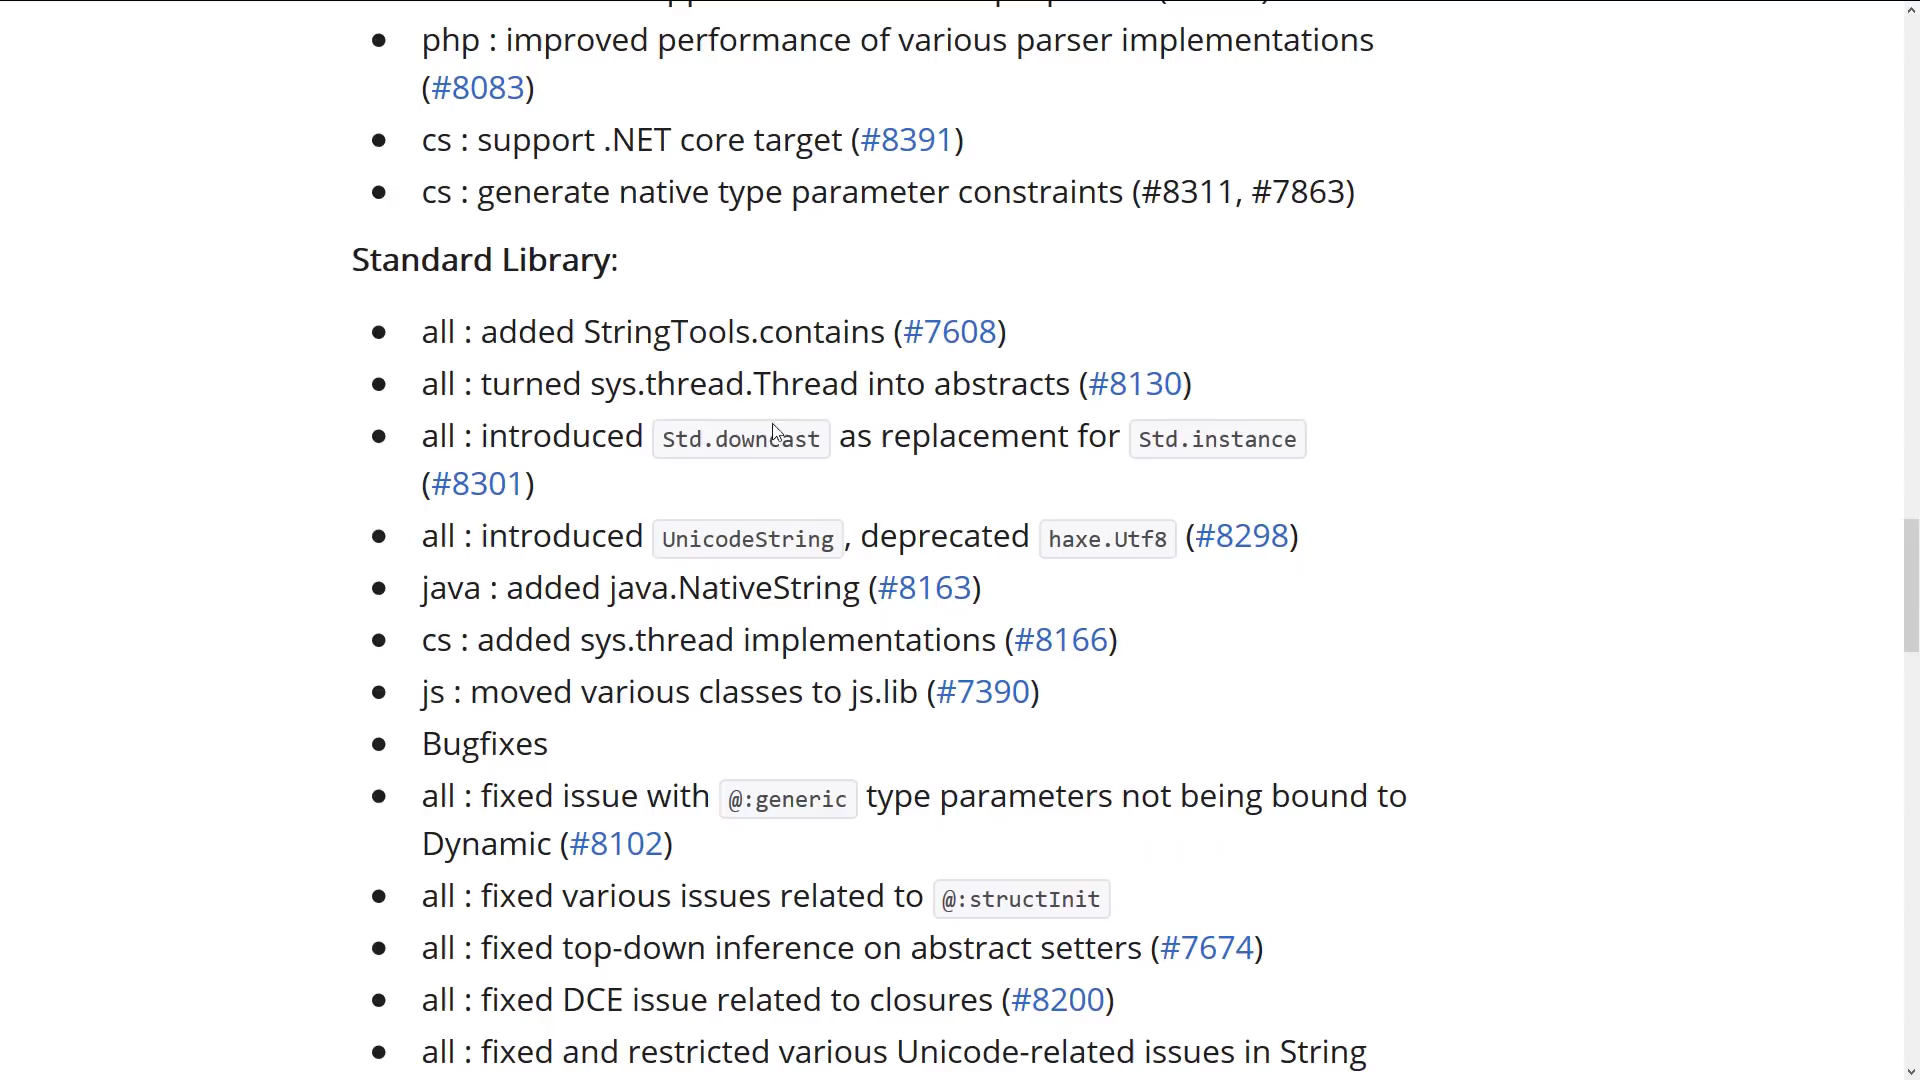 php : improved performance of various parser implementations
(#8083)
cs : support .NET core target (#8391)
cs : generate native type parameter constraints (#8311, #7863)
Standard Library:
all : added StringTools.contains (#7608)
all : turned sys.thread.Thread into abstracts (#8130)
all : introduced Std.downcast as replacement for Std.instance
(#8301)
all : introduced UnicodeString, deprecated haxe.Utf8 (#8298)
java : added java.NativeString (#8163)
cs : added sys.thread implementations (#8166)
js : moved various classes to js.lib (#7390)
Bugfixes
all : fixed issue with @:generic type parameters not being bound to
Dynamic (#8102)
all : fixed various issues related to @:structInit
all : fixed top-down inference on abstract setters (#7674)
all : fixed DCE issue related to closures (#8200)
all : fixed and restricted various Unicode-related issues in String